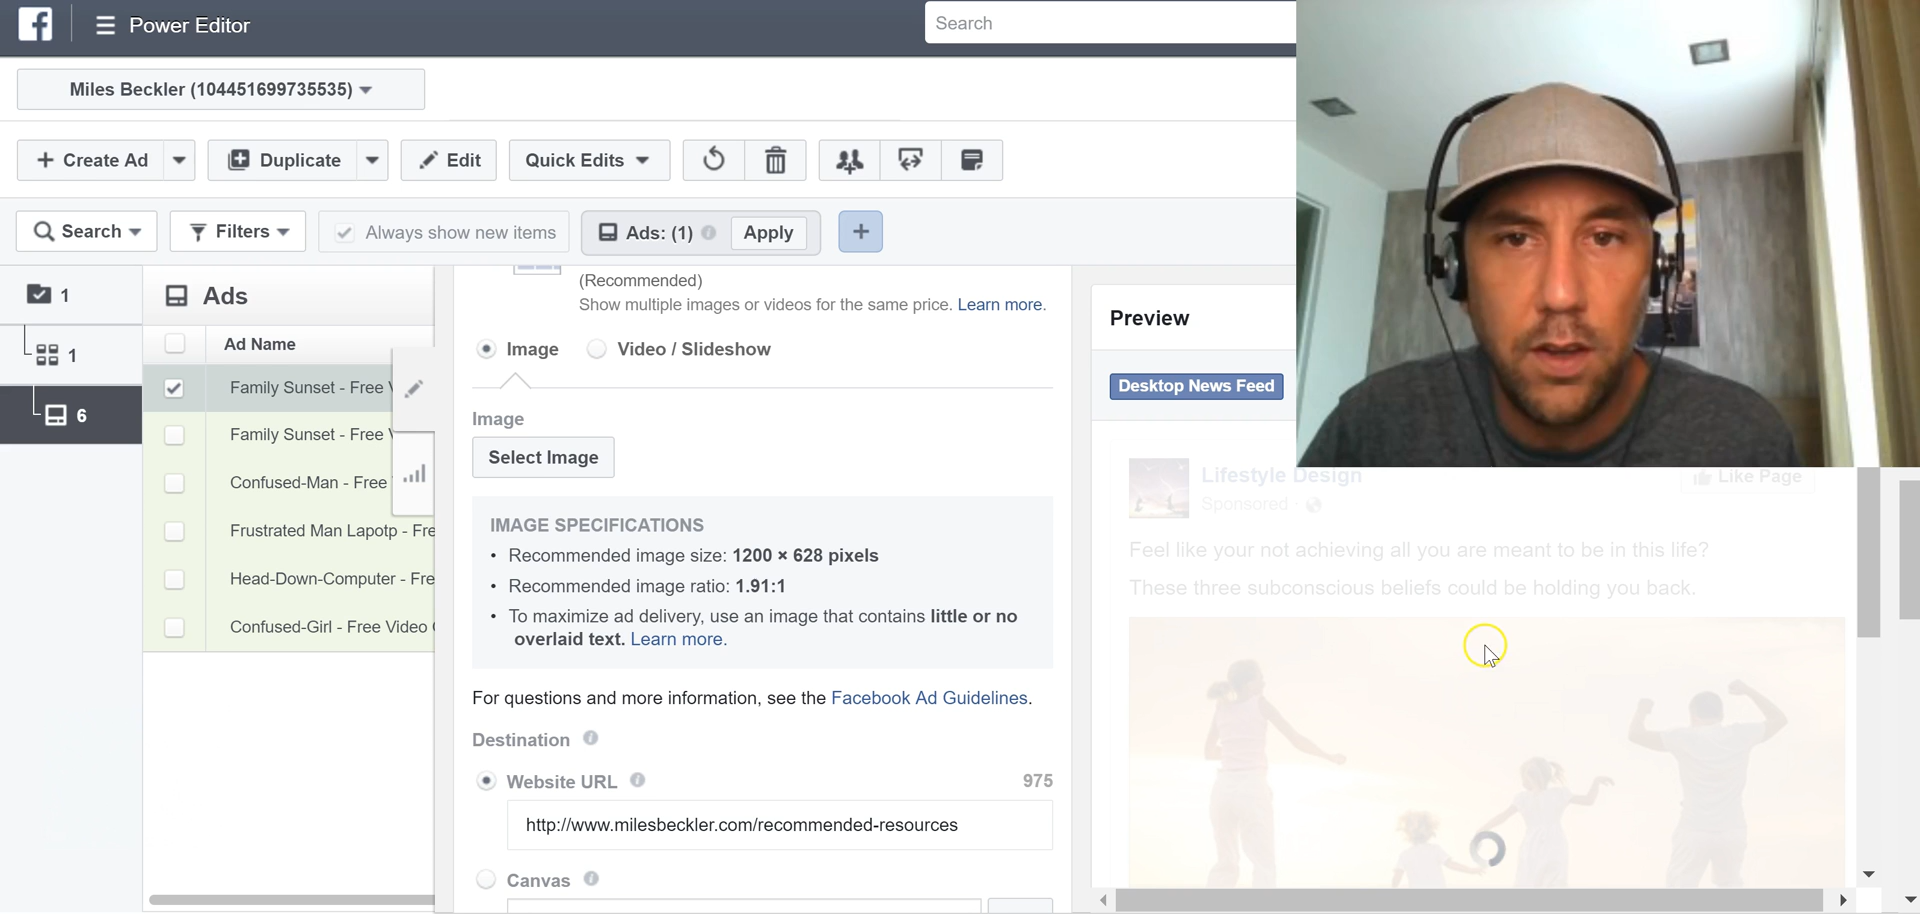 f
Power Editor
Search
Miles Beckler (104451699735535)
+ Create Ad
Duplicate
Edit
Quick Edits
Search
Filters
Always show new items
Ads: (1)
Apply
+
1
1
6
Ads
Ad Name
Family Sunset - Free
Family Sunset - Free
Confused-Man - Free
Frustrated Man Lapotp - Fre
Head-Down-Computer - Fre
Confused-Girl - Free Video
(Recommended)
Show multiple images or videos for the same price. Learn more.
Image
Video / Slideshow
Image
Select Image
IMAGE SPECIFICATIONS
• Recommended image size: 1200 × 628 pixels
• Recommended image ratio: 1.91:1
• To maximize ad delivery, use an image that contains little or no
overlaid text. Learn more.
For questions and more information, see the Facebook Ad Guidelines.
Destination
Website URL
975
http://www.milesbeckler.com/recommended-resources
Canvas
Preview
Desktop News Feed
Lifestyle Design
Like Page
Sponsored ·
Feel like your not achieving all you are meant to be in this life?
These three subconscious beliefs could be holding you back.